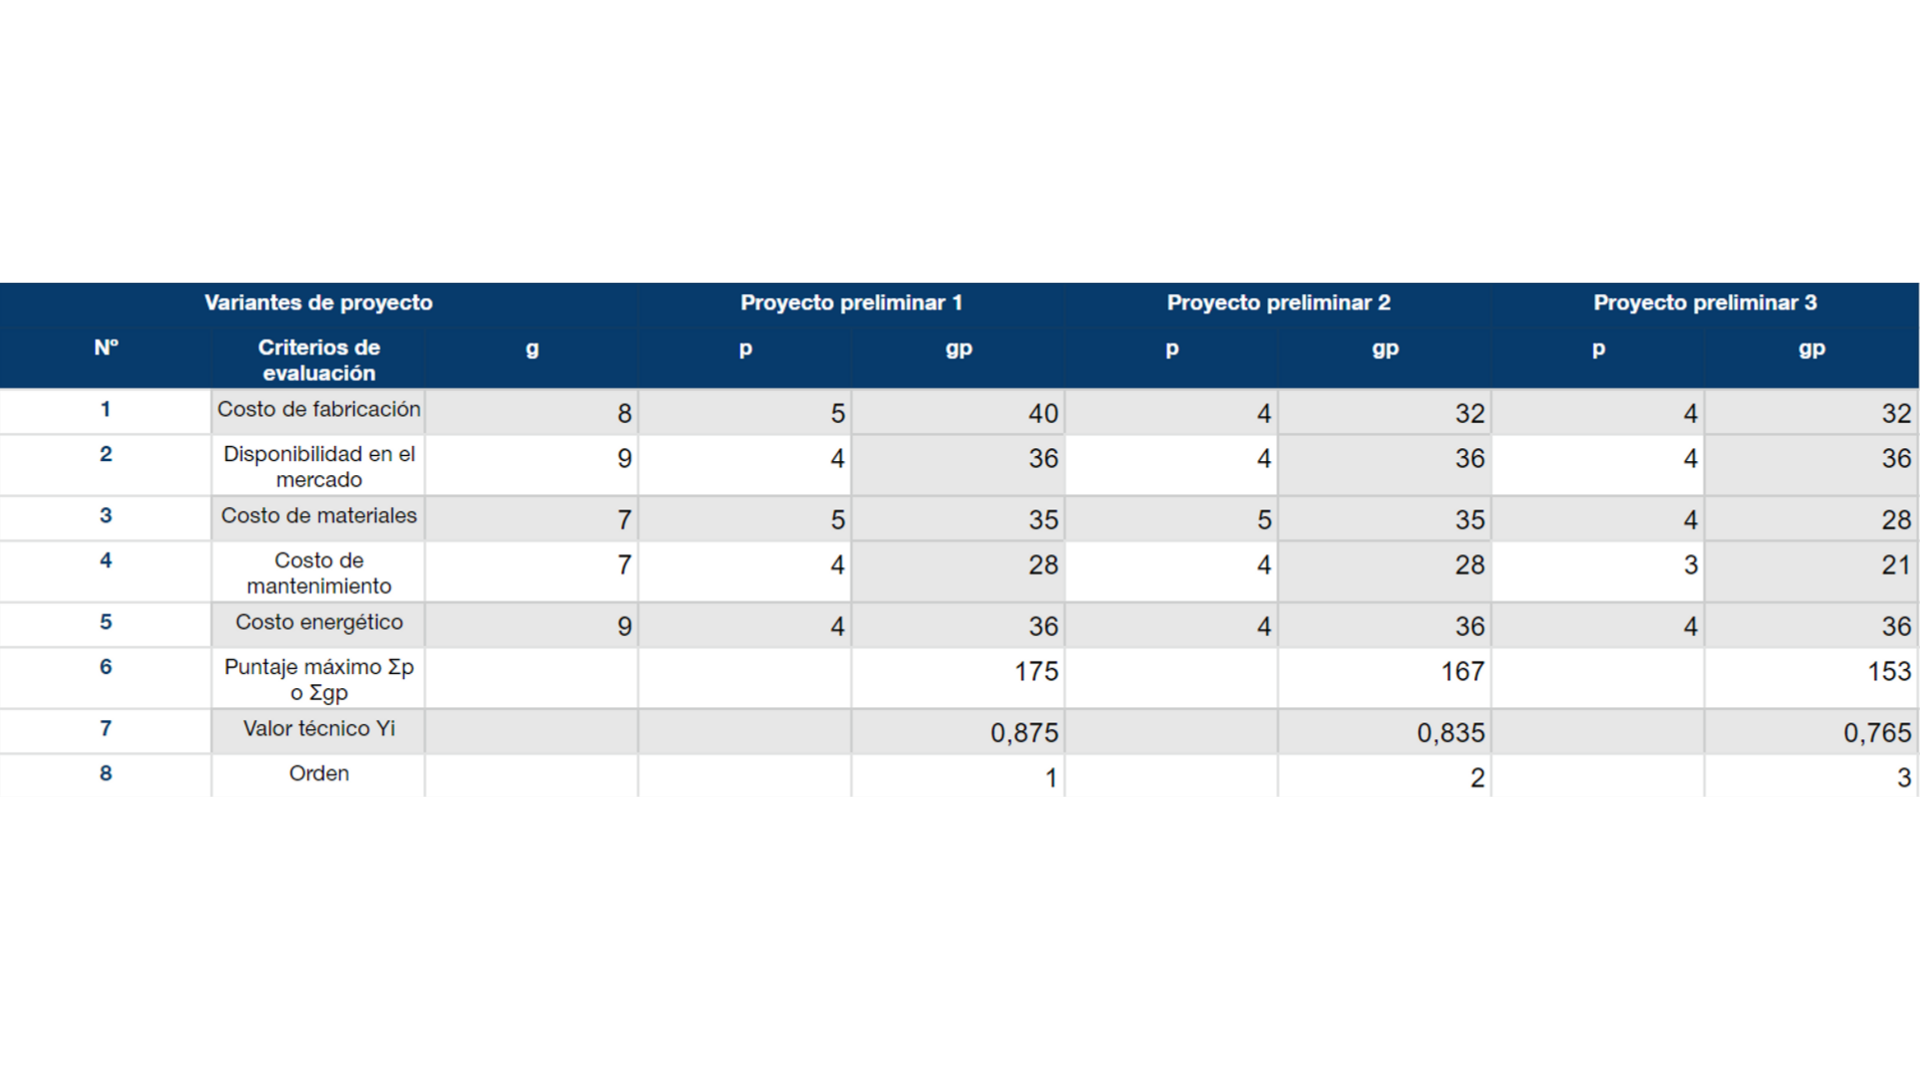 Variantes de proyecto Proyecto preliminar 1 Proyecto preliminar 2 Proyecto preliminar 3
Nº Criterios de evaluación g p gp p gp p gp
1 Costo de fabricación 8 5 40 4 32 4 32
2 Disponibilidad en el mercado 9 4 36 4 36 4 36
3 Costo de materiales 7 5 35 5 35 4 28
4 Costo de mantenimiento 7 4 28 4 28 3 21
5 Costo energético 9 4 36 4 36 4 36
6 Puntaje máximo Σp o Σgp 175 167 153
7 Valor técnico Yi 0,875 0,835 0,765
8 Orden 1 2 3